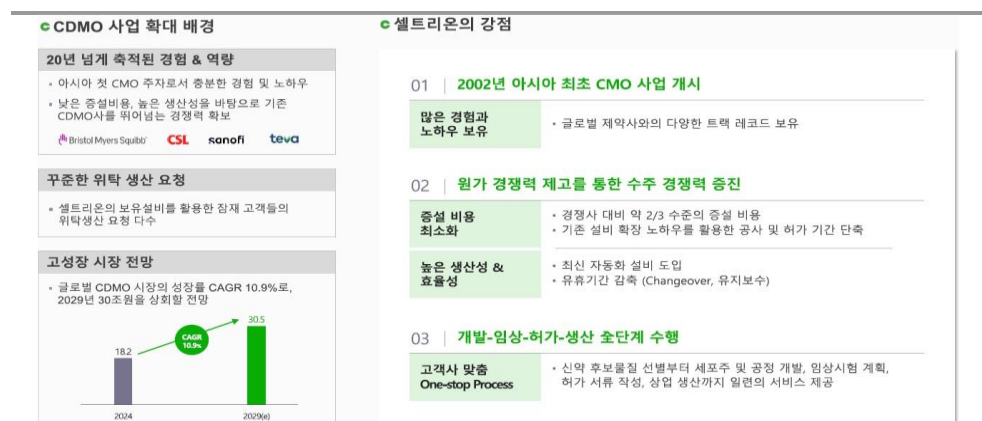 CDMO 사업 확대 배경
20년 넘게 축적된 경험 & 역량
• 아시아 첫 CMO 주자로서 충분한 경험 및 노하우
• 낮은 증설비용, 높은 생산성을 바탕으로 기존
CDMO사를 뛰어넘는 경쟁력 확보
Bristol Myers Squibb CSL sanofi teva
꾸준한 위탁 생산 요청
• 셀트리온의 보유설비를 활용한 잠재 고객들의
위탁생산 요청 다수
고성장 시장 전망
• 글로벌 CDMO 시장의 성장률 CAGR 10.9%로,
2029년 30조원을 상회할 전망
30.5
CAGR
10.9%
18.2
2024 2029(e)
셀트리온의 강점
01 | 2002년 아시아 최초 CMO 사업 개시
많은 경험과
노하우 보유
• 글로벌 제약사와의 다양한 트랙 레코드 보유
02 | 원가 경쟁력 제고를 통한 수주 경쟁력 증진
증설 비용
최소화
• 경쟁사 대비 약 2/3 수준의 증설 비용
• 기존 설비 확장 노하우를 활용한 공사 및 허가 기간 단축
높은 생산성 &
효율성
• 최신 자동화 설비 도입
• 유휴기간 감축 (Changeover, 유지보수)
03 | 개발-임상-허가-생산 全단계 수행
고객사 맞춤
One-stop Process
• 신약 후보물질 선별부터 세포주 및 공정 개발, 임상시험 계획,
허가 서류 작성, 상업 생산까지 일련의 서비스 제공